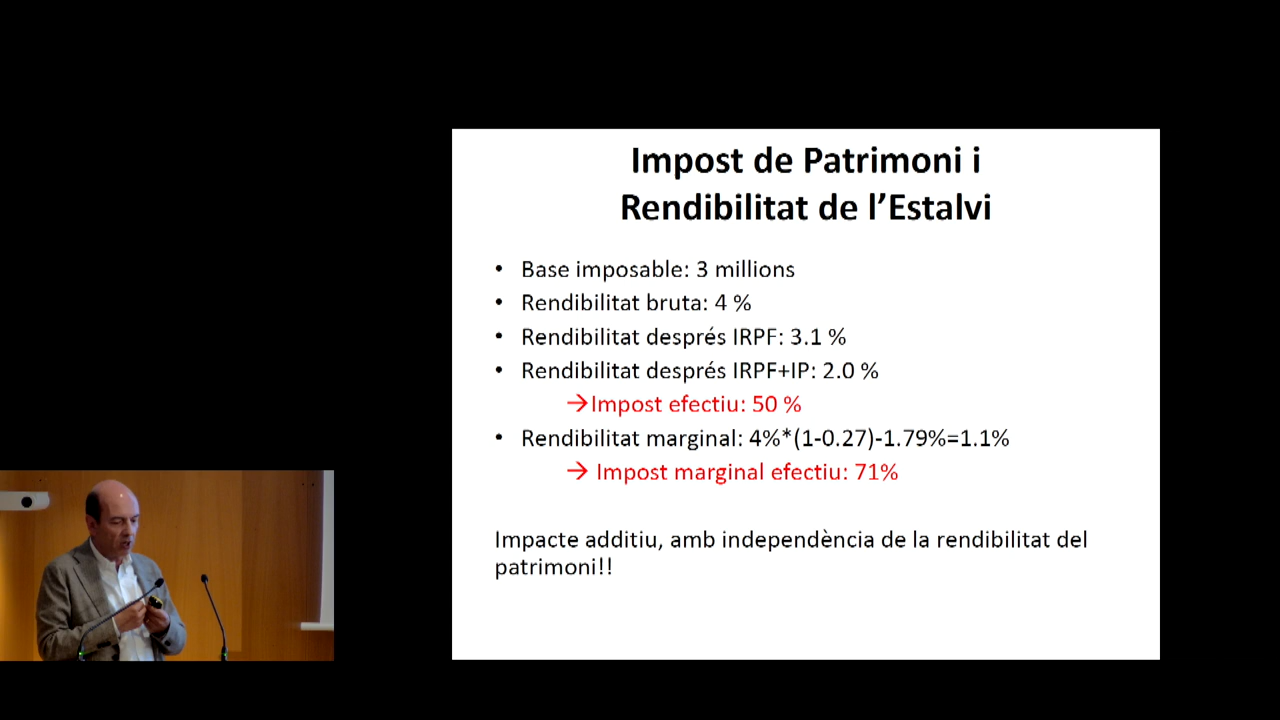 Impost de Patrimoni i
Rendibilitat de l’Estalvi
• Base imposable: 3 millions
• Rendibilitat bruta: 4 %
• Rendibilitat després IRPF: 3.1 %
• Rendibilitat després IRPF+IP: 2.0 %
→Impost efectiu: 50 %
• Rendibilitat marginal: 4%*(1-0.27)-1.79%=1.1%
→ Impost marginal efectiu: 71%
Impacte additiu, amb independència de la rendibilitat del
patrimoni!!